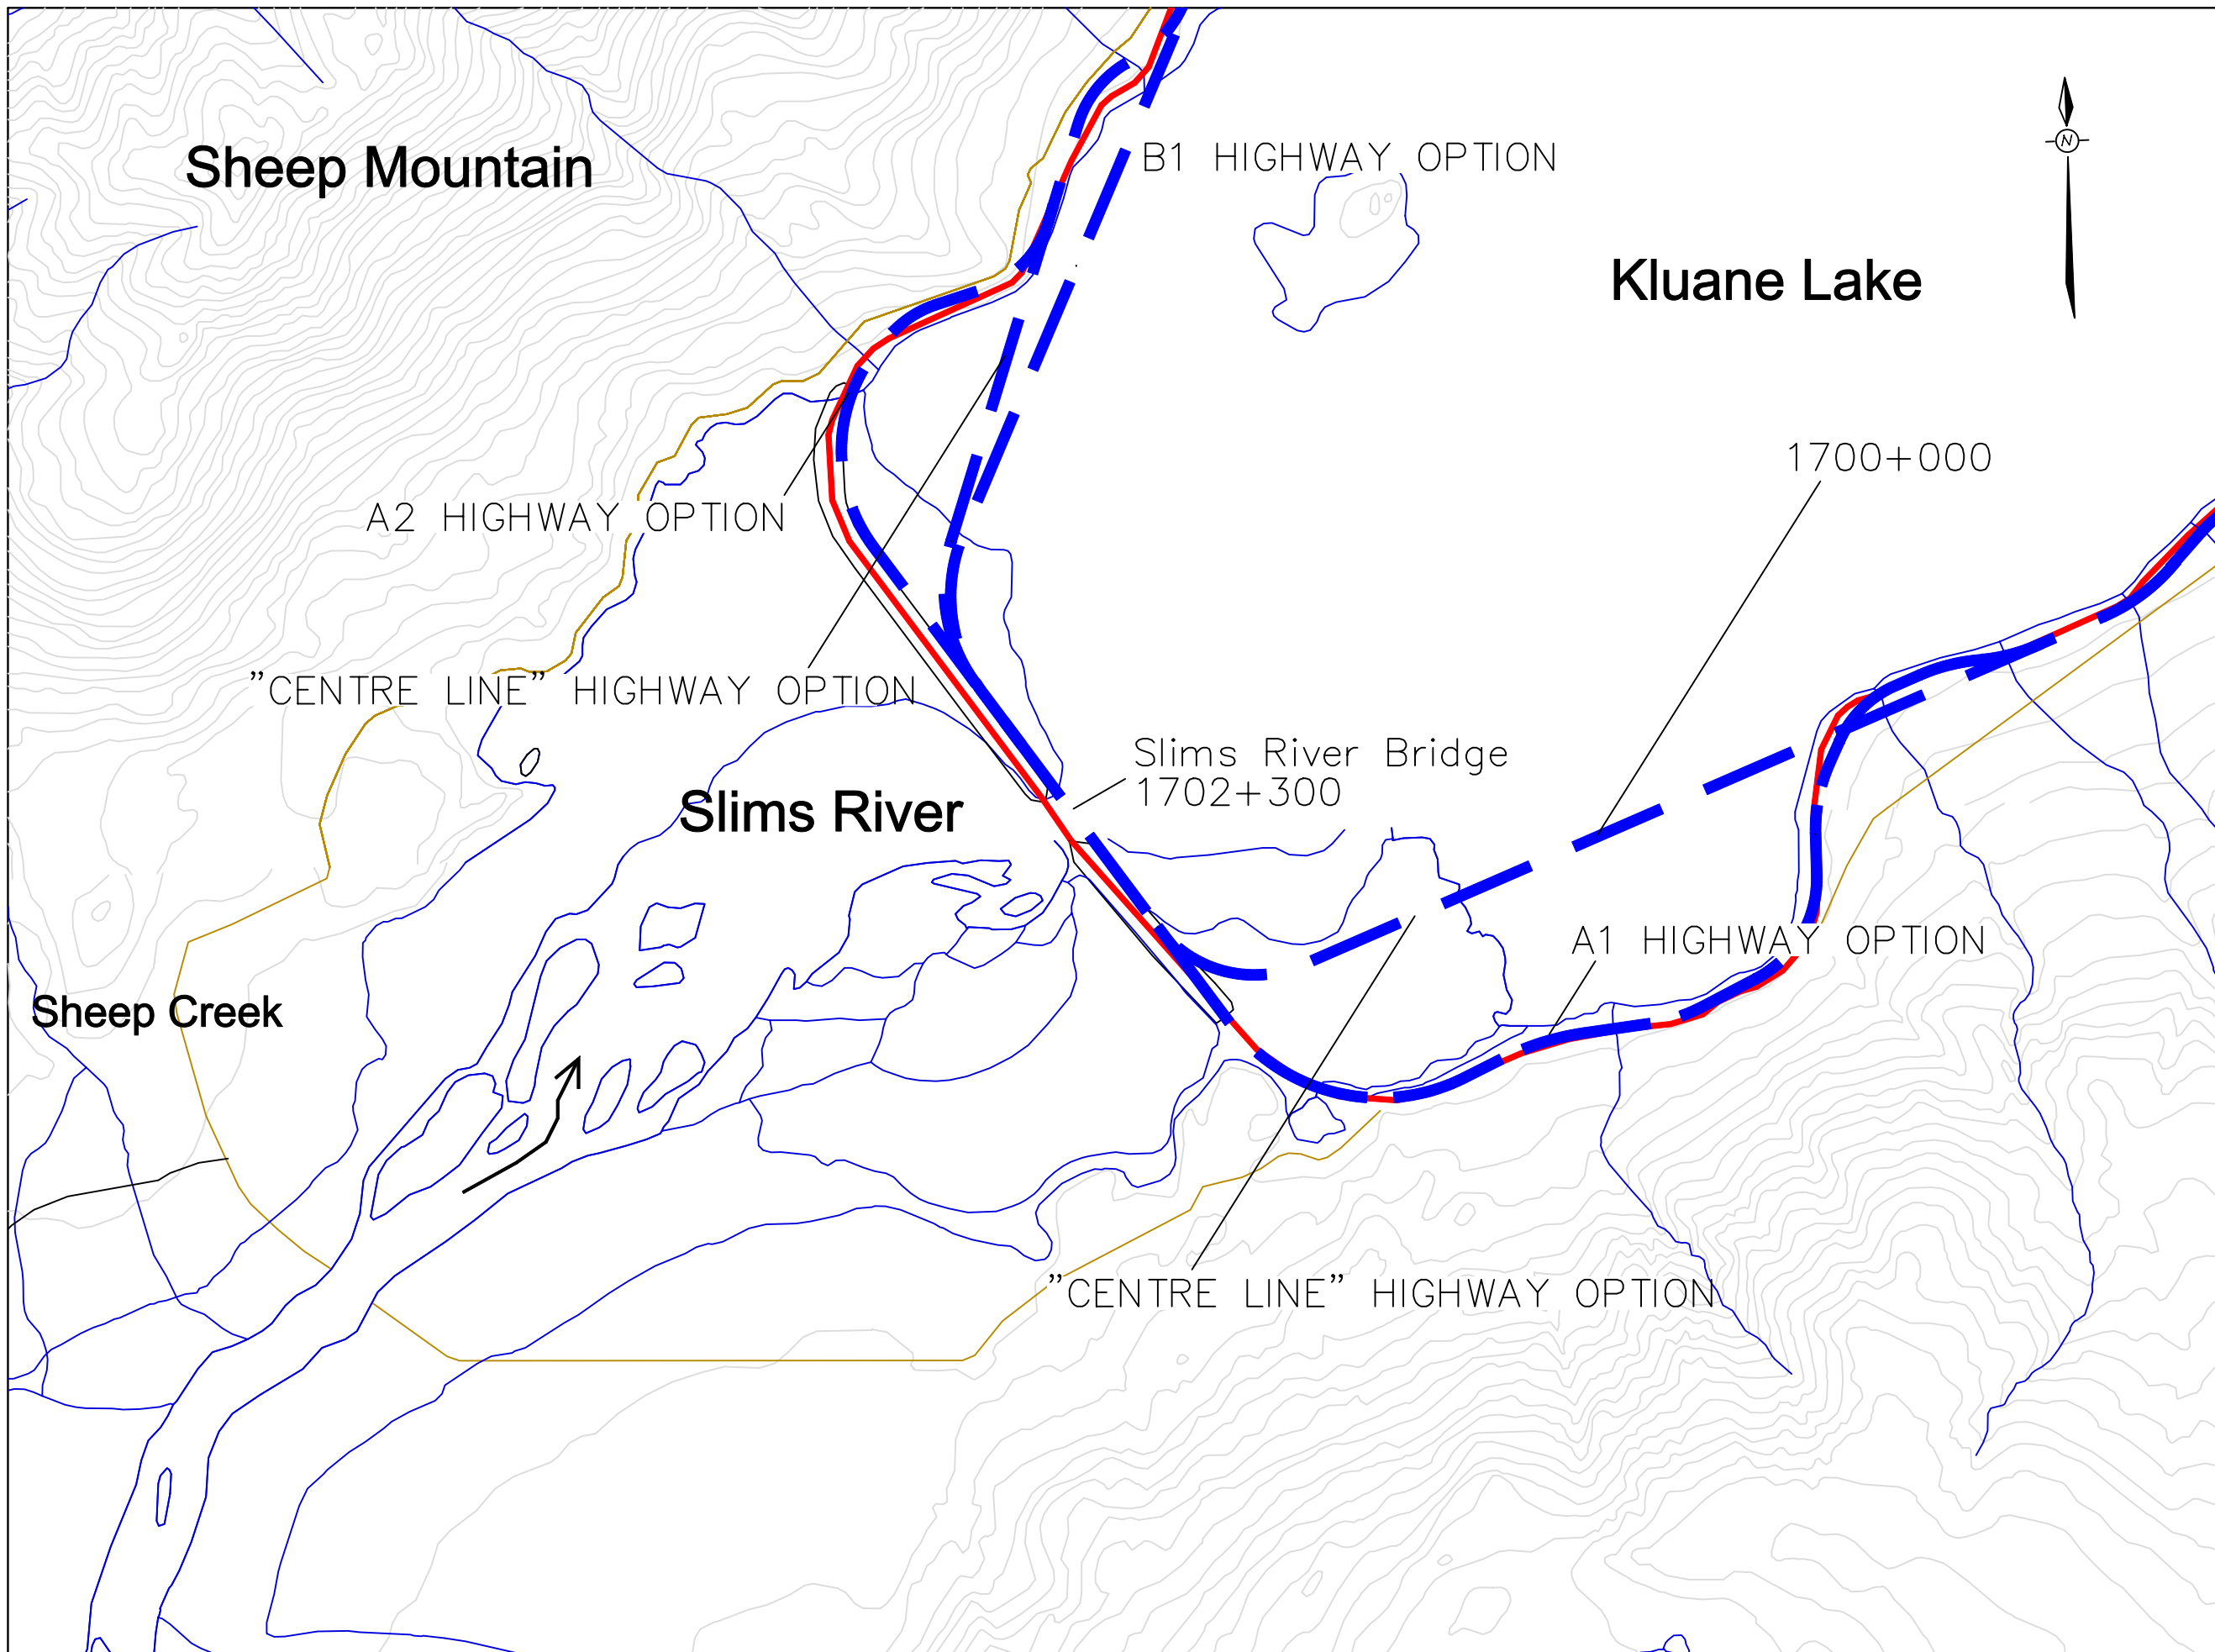 B1 HIGHWAY OPTION
Sheep Mountain
N
Kluane Lake
1700+000
A2 HIGHWAY OPTION
"CENTRE LINE" HIGHWAY OPTION
Slims River Bridge
1702+300
Slims River
A1 HIGHWAY OPTION
Sheep Creek
"CENTRE LINE" HIGHWAY OPTION